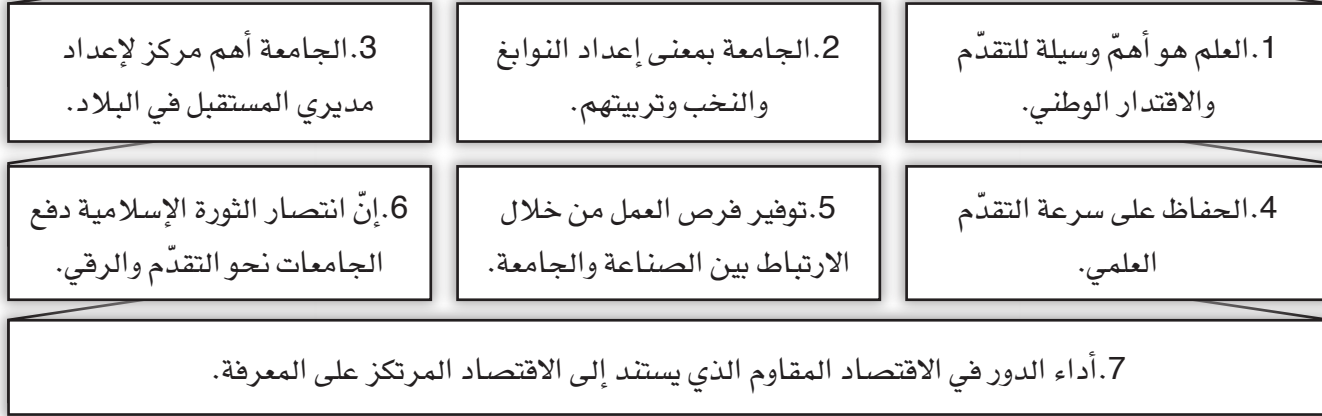 1.العلم هو أهمّ وسيلة للتقدّم
والاقتدار الوطني.
2.الجامعة بمعنى إعداد النوابغ
والنخب وتربيتهم.
3.الجامعة أهم مركز لإعداد
مديري المستقبل في البلاد.
4.الحفاظ على سرعة التقدّم
العلمي.
5.توفير فرص العمل من خلال
الارتباط بين الصناعة والجامعة.
6.إنّ انتصار الثورة الإسلامية دفع
الجامعات نحو التقدّم والرقي.
7.أداء الدور في الاقتصاد المقاوم الذي يستند إلى الاقتصاد المرتكز على المعرفة.